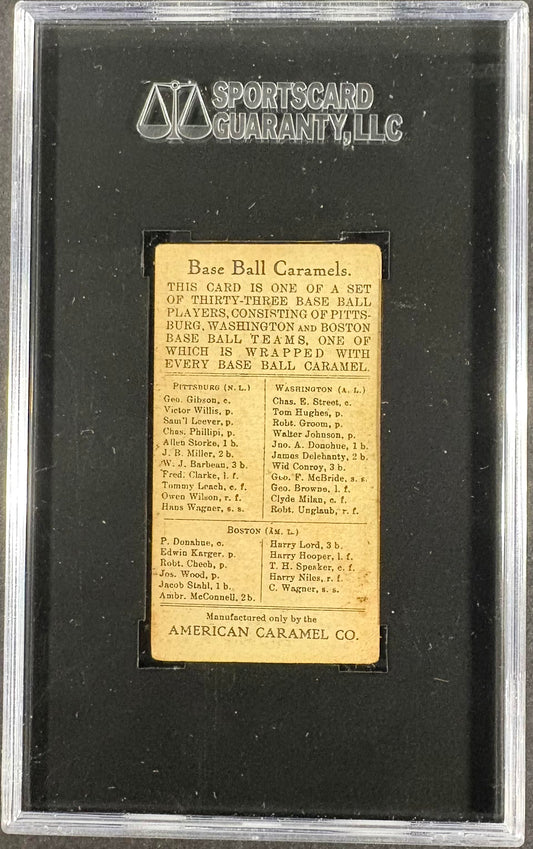 SPORTSCARD
GUARANTY, LLC
Base Ball Caramels.
THIS CARD IS ONE OF A SET
OF THIRTY-THREE BASE BALL
PLAYERS, CONSISTING OF PITTS-
BURG, WASHINGTON AND BOSTON
BASE BALL TEAMS, ONE OF
WHICH IS WRAPPED WITH
EVERY BASE BALL CARAMEL.
PITTSBURG (N. L.)
Geo. Gibson, c.
Victor Willis, p.
Sam'l Leever, p.
Chas. Phillipi, p.
Allen Storke, 1 b.
J. B. Miller, 2 b.
W. J. Barbeau, 3 b.
Fred. Clarke, l. f.
Tommy Leach, c. f.
Owen Wilson, r. f.
Hans Wagner, s. s.
WASHINGTON (A. L.)
Chas. E. Street, c.
Tom Hughes, p.
Robt. Groom, p.
Walter Johnson, p.
Jno. A. Donohue, 1 b.
James Delehanty, 2 b.
Wid Conroy, 3 b.
Geo. F. McBride, s. s.
Geo. Browne, l. f.
Clyde Milan, c. f.
Robt. Unglaub, r. f.
BOSTON (AM. L.)
P. Donahue, c.
Edwin Karger, p.
Robt. Chech, p.
Jos. Wood, p.
Jacob Stahl, 1 b.
Ambr. McConnell, 2 b.
Harry Lord, 3 b.
Harry Hooper, l. f.
T. H. Speaker, c. f.
Harry Niles, r. f.
C. Wagner, s. s.
Manufactured only by the
AMERICAN CARAMEL CO.